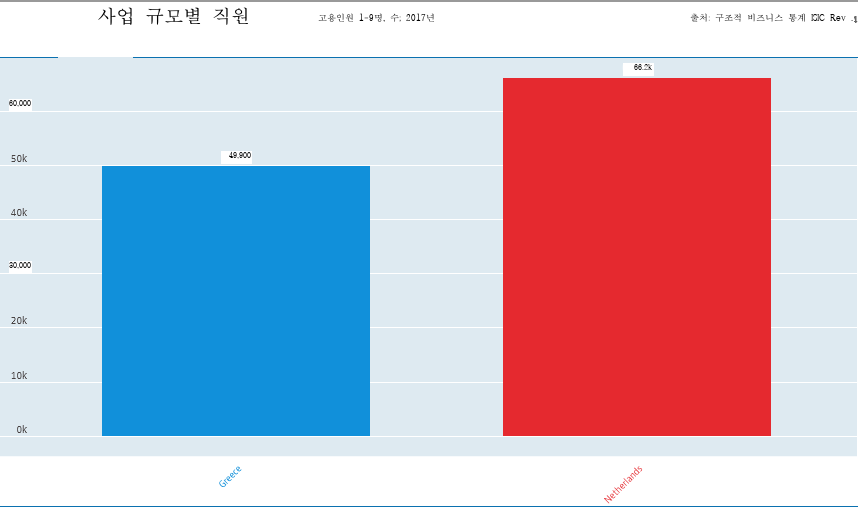 사업 규모별 직원
고용인원 1-9명, 수; 2017년
출처: 구조적 비즈니스 통계 ISIC Rev .4
66.2k
60,000
49,900
50k
40k
30,000
20k
10k
0k
Greece
Netherlands